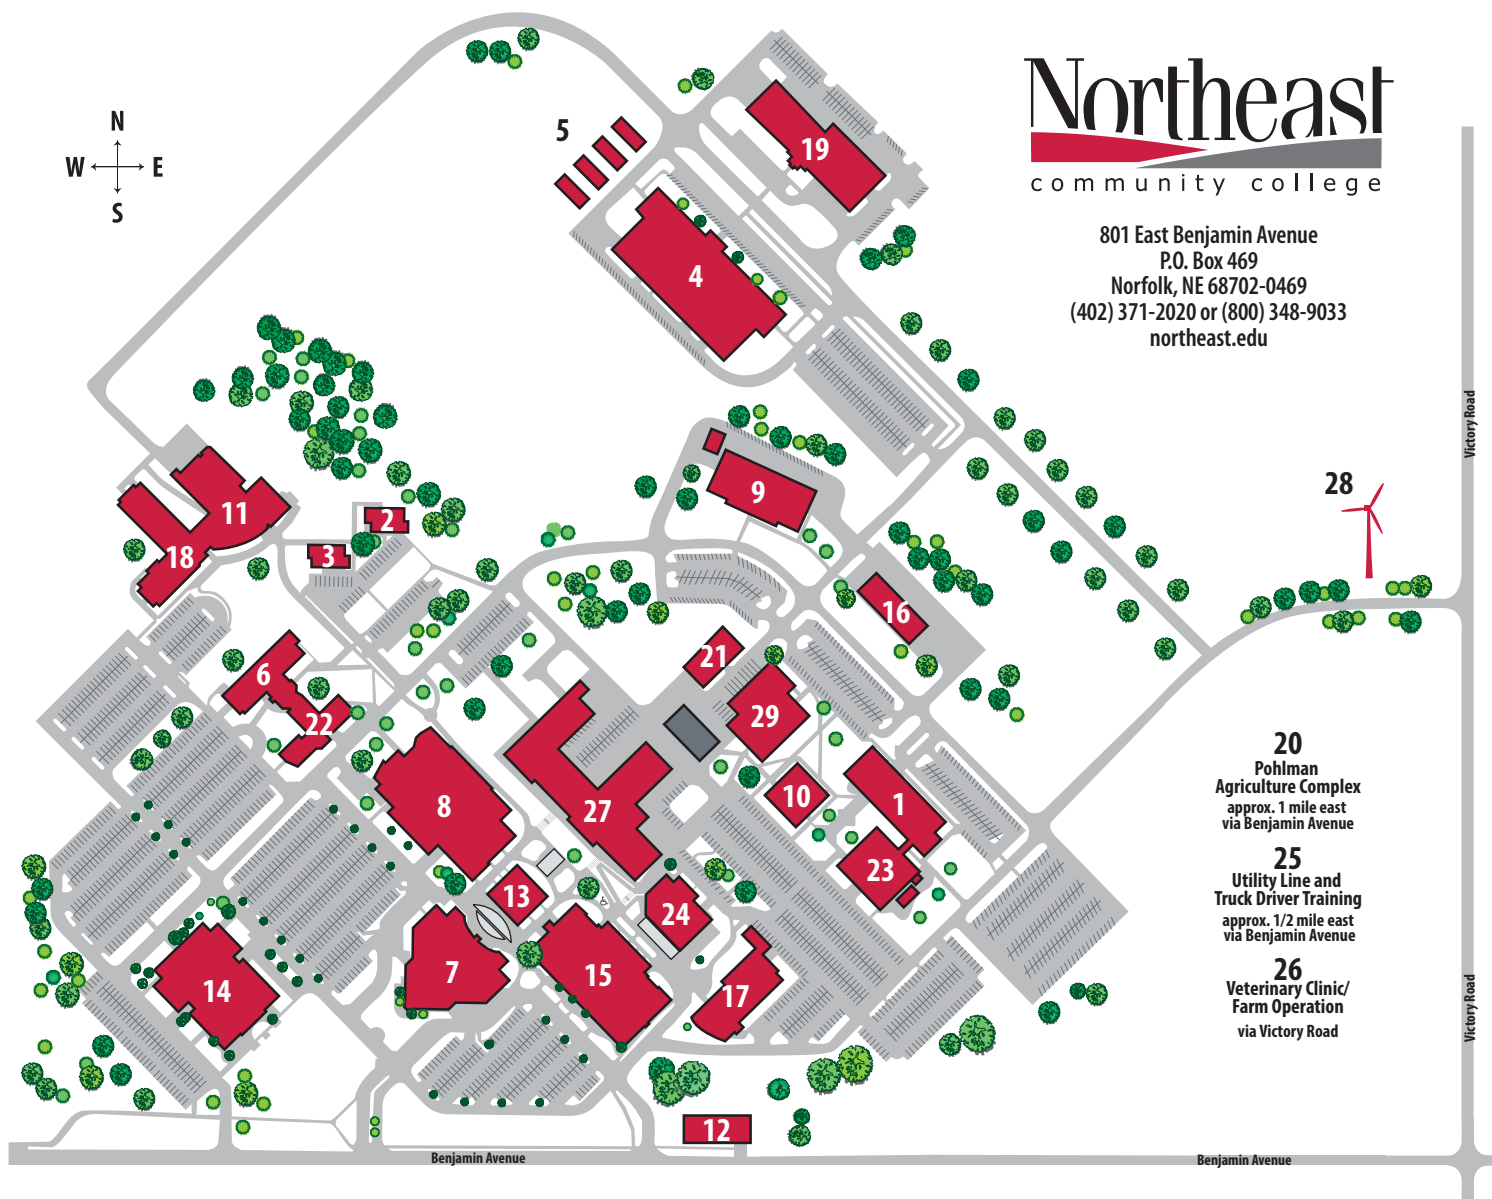 Northeast
community college
801 East Benjamin Avenue
P.O. Box 469
Norfolk, NE 68702-0469
(402) 371-2020 or (800) 348-9033
northeast.edu
N
W E
S
5
19
4
9
28
11
2
3
18
16
6
21
22
29
8
27
10
1
23
13
24
7
15
14
17
12
20
Pohlman
Agriculture Complex
approx. 1 mile east
via Benjamin Avenue
25
Utility Line and
Truck Driver Training
approx. 1/2 mile east
via Benjamin Avenue
26
Veterinary Clinic/
Farm Operation
via Victory Road
Victory Road
Victory Road
Benjamin Avenue
Benjamin Avenue